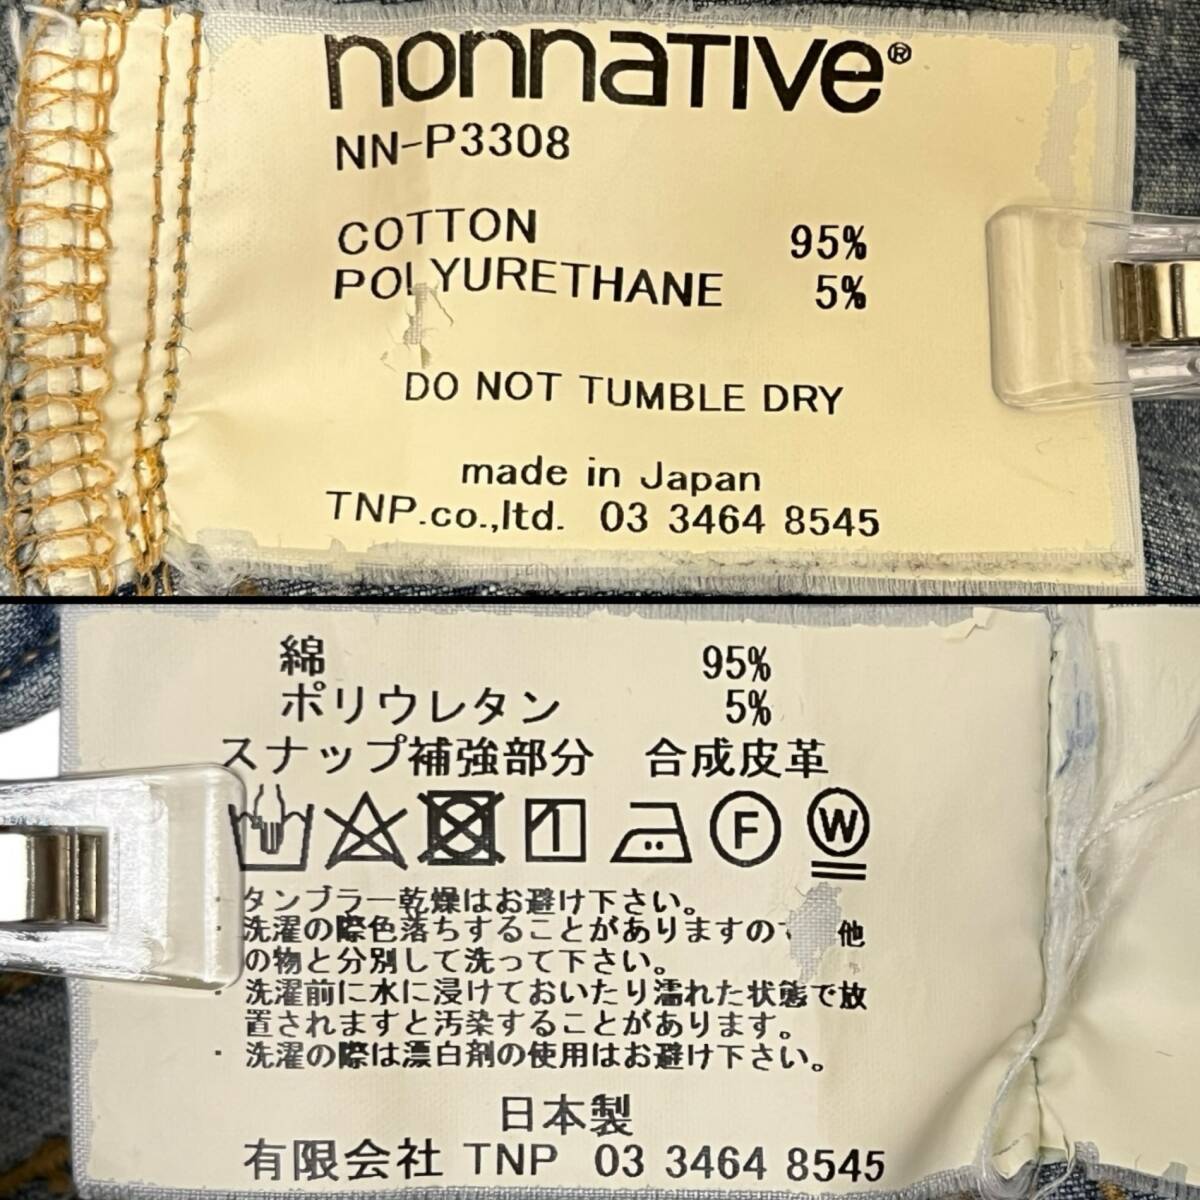 nonnative®
NN-P3308
COTTON 95%
POLYURETHANE 5%
DO NOT TUMBLE DRY
made in Japan
TNP.co.,ltd. 03 3464 8545
綿 95%
ポリウレタン 5%
スナップ補強部分 合成皮革
F W
タンブラー乾燥はお避け下さい。
・洗濯の際色落ちすることがありますので 他
の物と分別して洗って下さい。
・洗濯前に水に浸けておいたり濡れた状態で放
置されますと汚染することがあります。
・洗濯の際は漂白剤の使用はお避け下さい。
日本製
有限会社 TNP 03 3464 8545